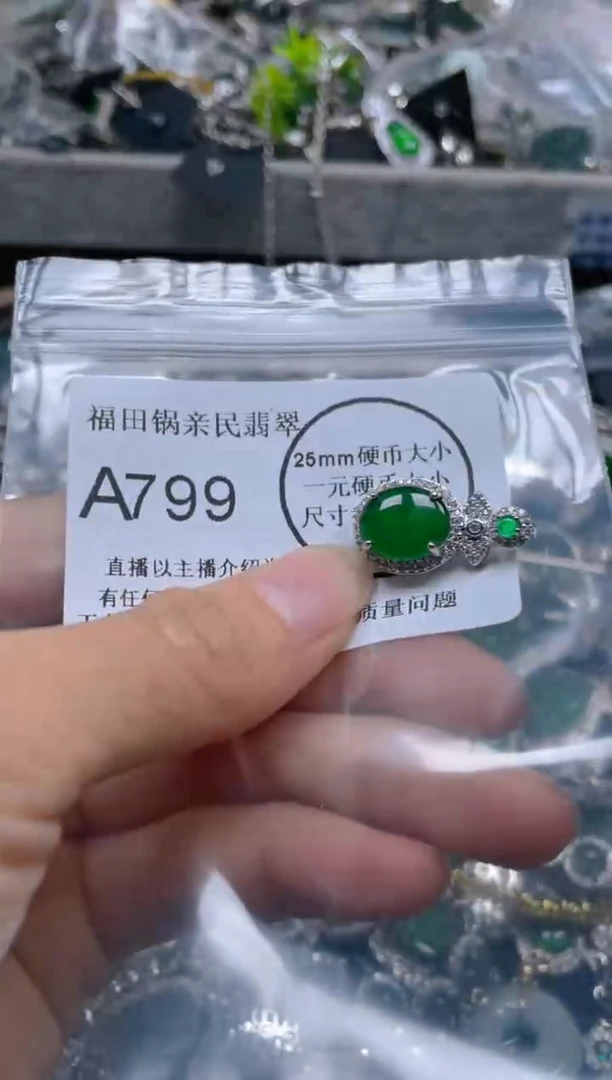 福田锅亲民翡翠
A799
25mm硬币大小
一元硬币大小
尺寸
直播以主播介绍
有任
质量问题